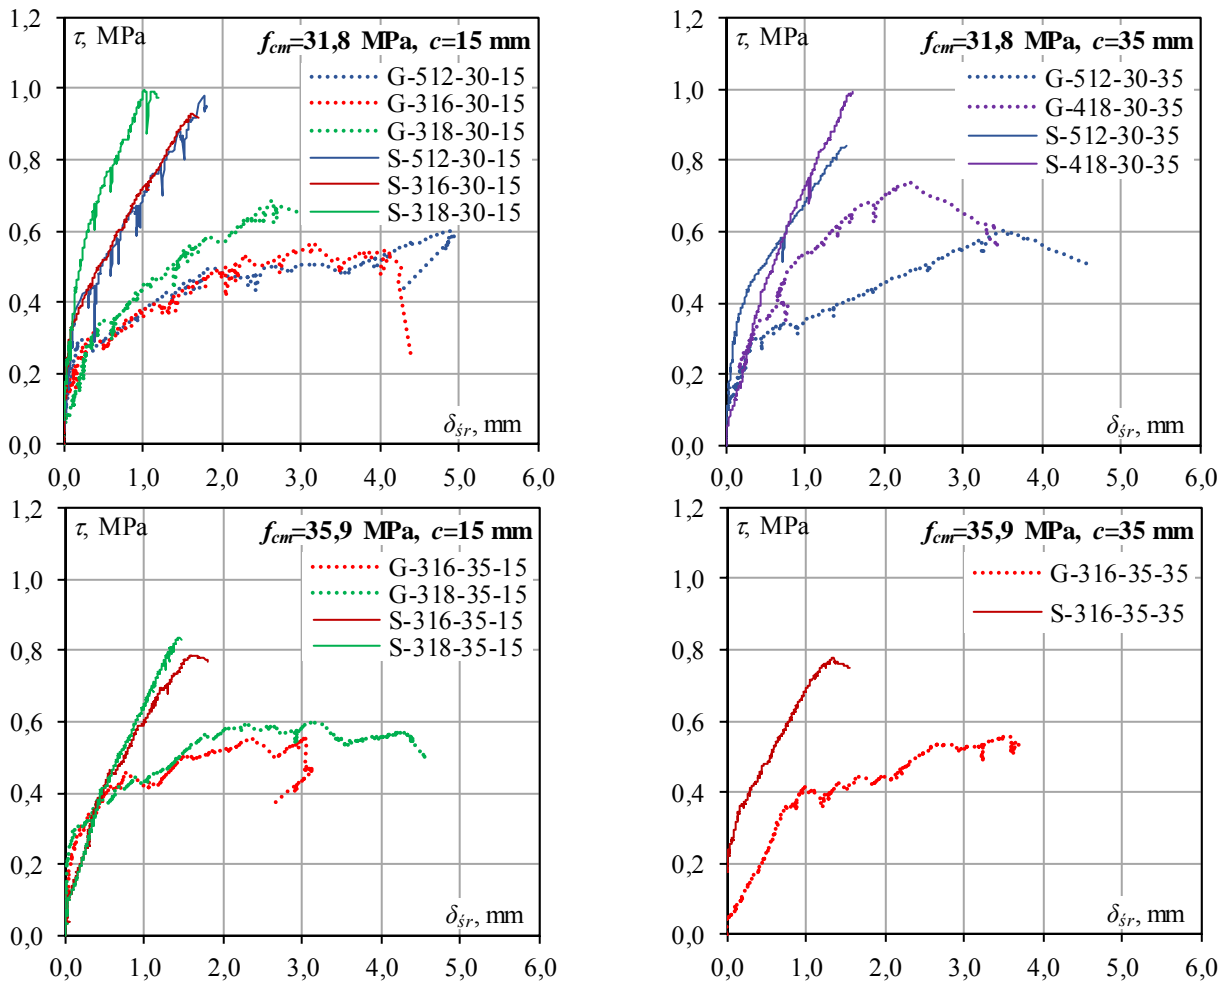 1,2
τ, MPa
f_cm=31,8 MPa, c=15 mm
G-512-30-15
1,0
G-316-30-15
G-318-30-15
0,8
S-512-30-15
S-316-30-15
S-318-30-15
0,6
0,4
0,2
δ_śr, mm
0,0
0,0 1,0 2,0 3,0 4,0 5,0 6,0
1,2
τ, MPa
f_cm=31,8 MPa, c=35 mm
G-512-30-35
1,0
G-418-30-35
S-512-30-35
0,8
S-418-30-35
0,6
0,4
0,2
δ_śr, mm
0,0
0,0 1,0 2,0 3,0 4,0 5,0 6,0
1,2
τ, MPa
f_cm=35,9 MPa, c=15 mm
G-316-35-15
1,0
G-318-35-15
S-316-35-15
S-318-35-15
0,8
0,6
0,4
0,2
δ_śr, mm
0,0
0,0 1,0 2,0 3,0 4,0 5,0 6,0
1,2
τ, MPa
f_cm=35,9 MPa, c=35 mm
G-316-35-35
1,0
S-316-35-35
0,8
0,6
0,4
0,2
δ_śr, mm
0,0
0,0 1,0 2,0 3,0 4,0 5,0 6,0